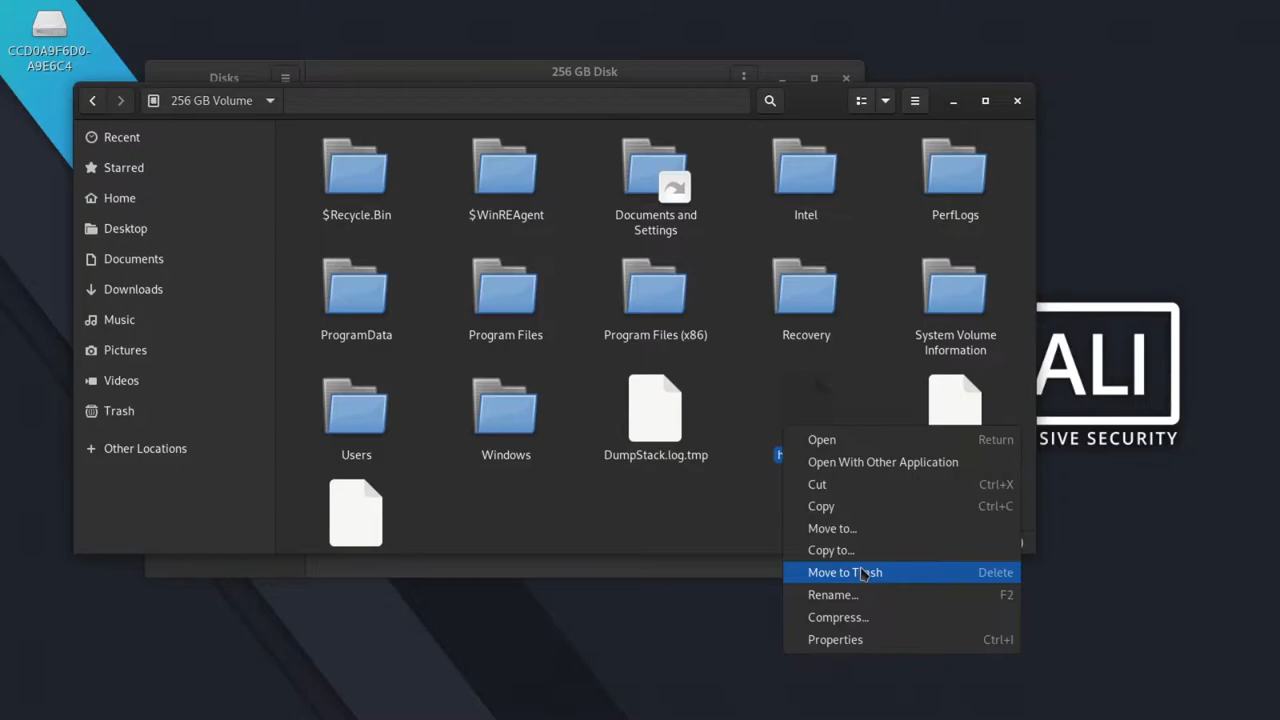 CCD0A9F6D0-
A9E6C4
Disks
256 GB Disk
256 GB Volume
Recent
Starred
Home
Desktop
Documents
Downloads
Music
Pictures
Videos
Trash
Other Locations
$Recycle.Bin
$WinREAgent
Documents and
Settings
Intel
PerfLogs
ProgramData
Program Files
Program Files (x86)
Recovery
System Volume
Information
Users
Windows
DumpStack.log.tmp
Open Return
Open With Other Application
Cut Ctrl+X
Copy Ctrl+C
Move to...
Copy to...
Move to Trash Delete
Rename... F2
Compress...
Properties Ctrl+I
ALI
SIVE SECURITY